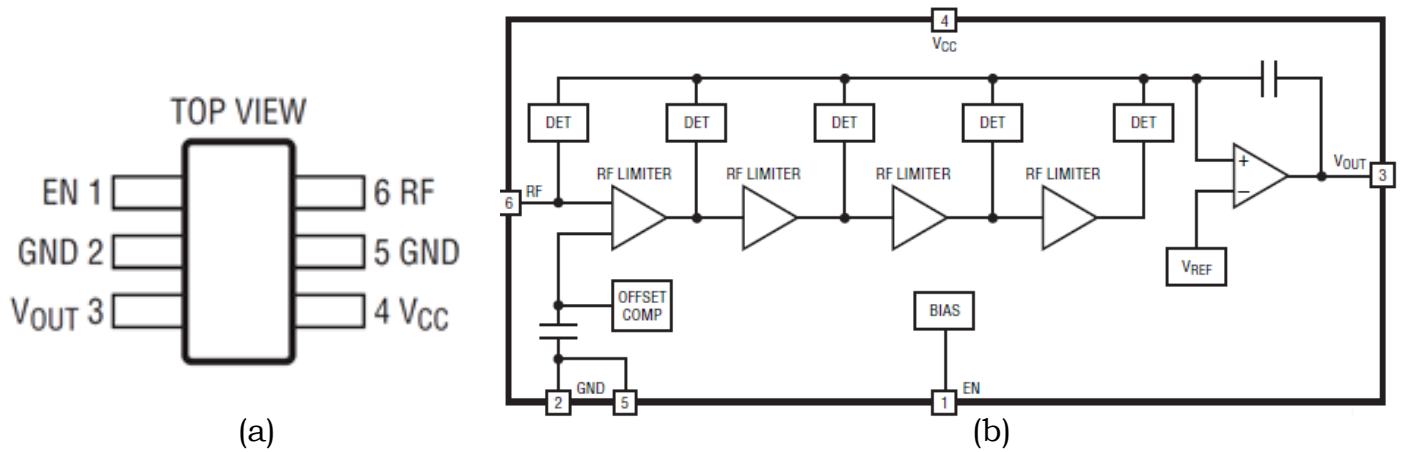 TOP VIEW
EN 1
6 RF
GND 2
5 GND
VOUT 3
4 VCC
(a)
4
VCC
DET DET DET DET DET
RF LIMITER RF LIMITER RF LIMITER RF LIMITER
6 RF
+
−
VOUT
3
VREF
OFFSET
COMP
BIAS
GND
2 5
EN
1
(b)